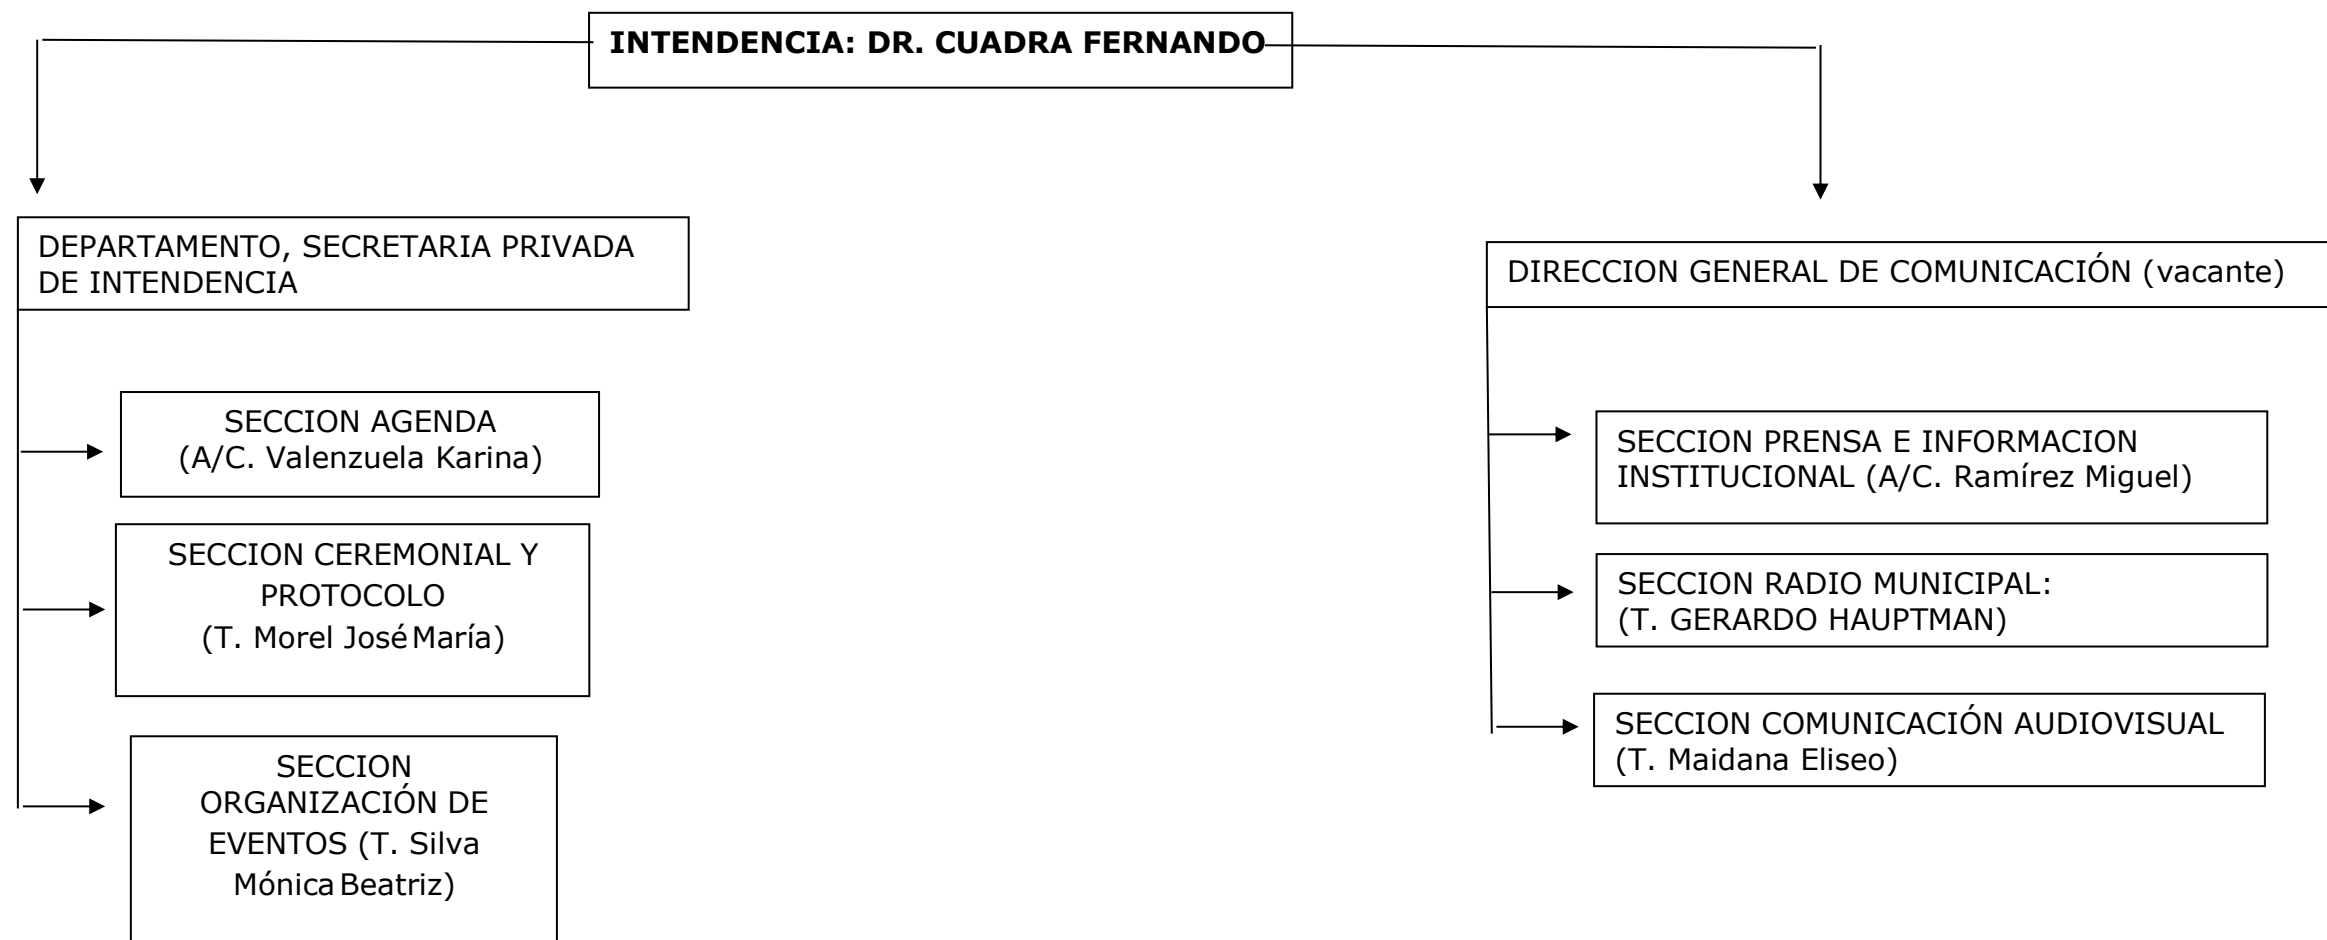 INTENDENCIA: DR. CUADRA FERNANDO
DEPARTAMENTO, SECRETARIA PRIVADA
DE INTENDENCIA
SECCION AGENDA
(A/C. Valenzuela Karina)
SECCION CEREMONIAL Y
PROTOCOLO
(T. Morel José María)
SECCION
ORGANIZACIÓN DE
EVENTOS (T. Silva
Mónica Beatriz)
DIRECCION GENERAL DE COMUNICACIÓN (vacante)
SECCION PRENSA E INFORMACION
INSTITUCIONAL (A/C. Ramírez Miguel)
SECCION RADIO MUNICIPAL:
(T. GERARDO HAUPTMAN)
SECCION COMUNICACIÓN AUDIOVISUAL
(T. Maidana Eliseo)